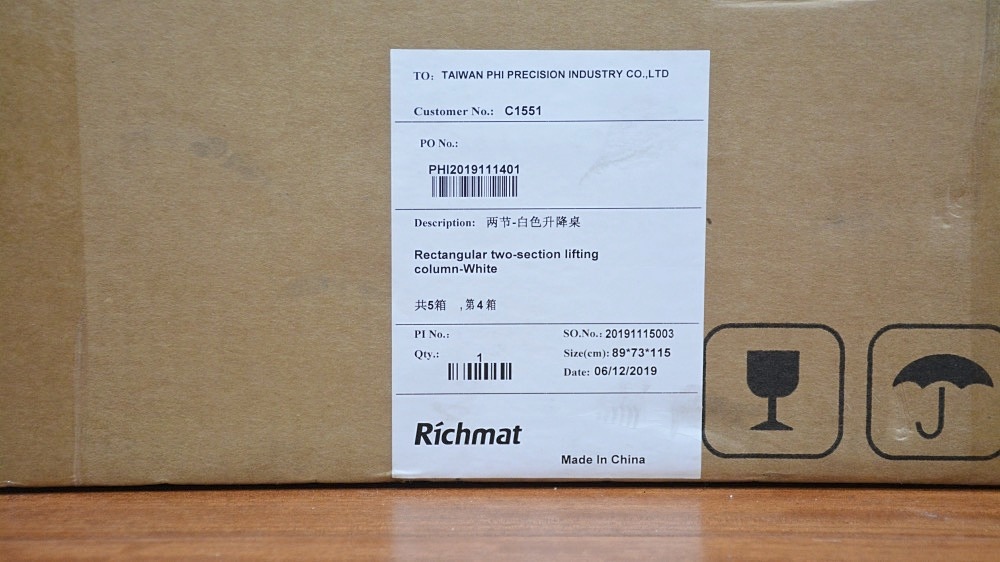 TO: TAIWAN PHI PRECISION INDUSTRY CO.,LTD
Customer No.: C1551
PO No.:
PHI2019111401
Description: 两节-白色升降桌
Rectangular two-section lifting
column-White
共5箱 ,第4箱
PI No.: SO.No.: 20191115003
Qty.: 1 Size(cm): 89*73*115
Date: 06/12/2019
Richmat
Made In China